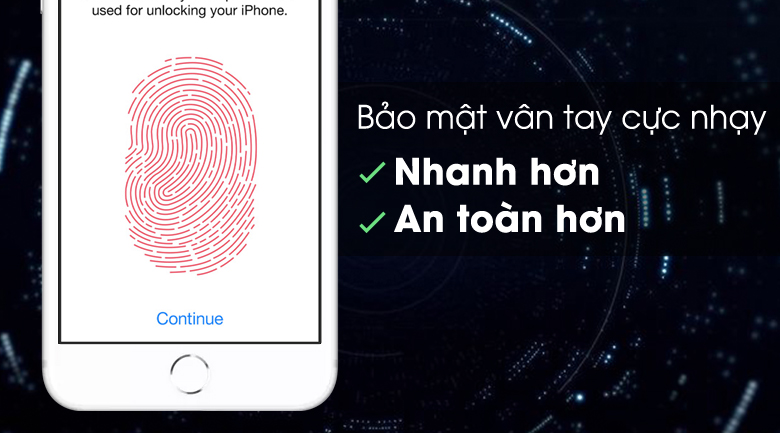 used for unlocking your iPhone.
Continue
Bảo mật vân tay cực nhạy
Nhanh hơn
An toàn hơn